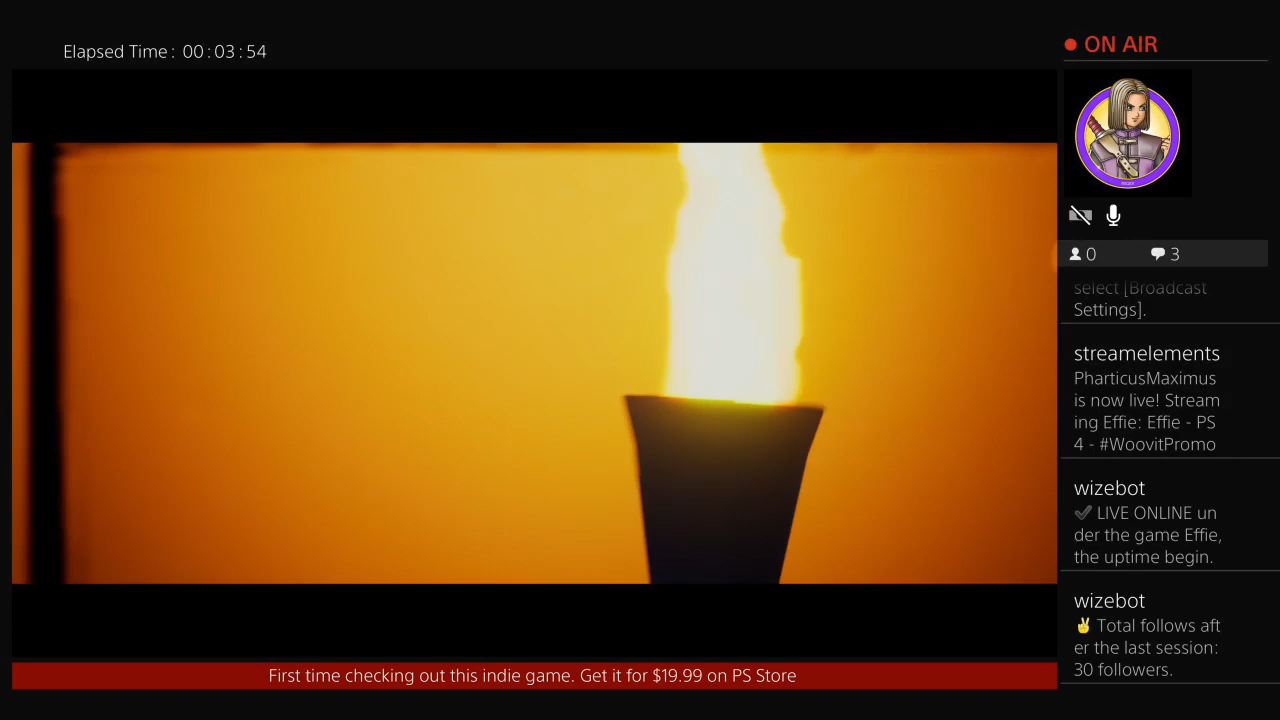 Elapsed Time: 00:03:54
ON AIR
0 3
select [Broadcast
Settings].
streamelements
PharticusMaximus
is now live! Stream
ing Effie: Effie - PS
4 - #WoovitPromo
wizebot
✔ LIVE ONLINE un
der the game Effie,
the uptime begin.
wizebot
✌ Total follows aft
er the last session:
30 followers.
First time checking out this indie game. Get it for $19.99 on PS Store